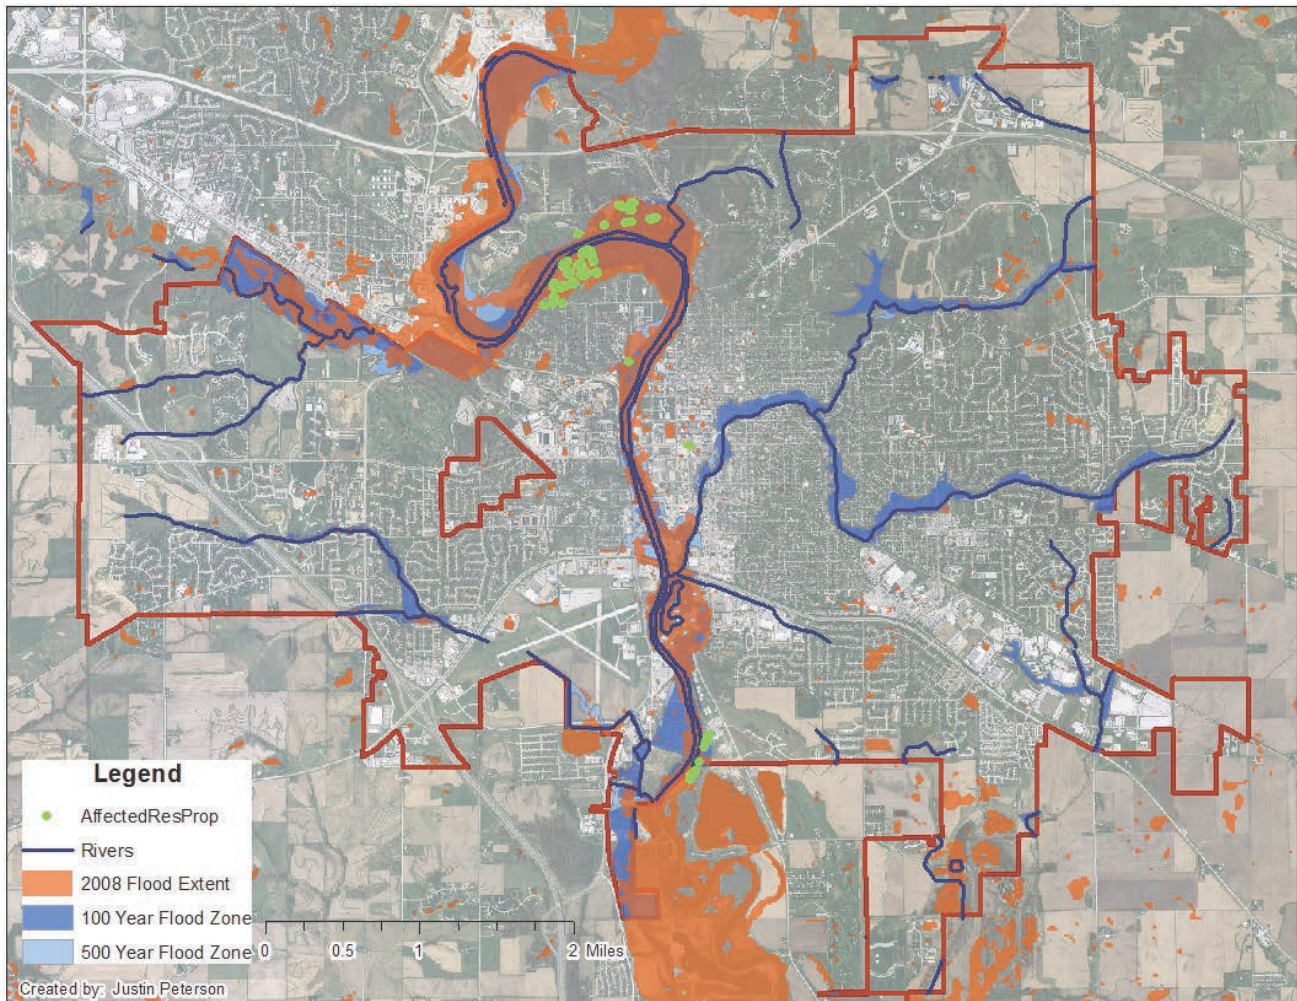 Legend
AffectedResProp
Rivers
2008 Flood Extent
100 Year Flood Zone
500 Year Flood Zone
0 0.5 1 2 Miles
Created by: Justin Peterson